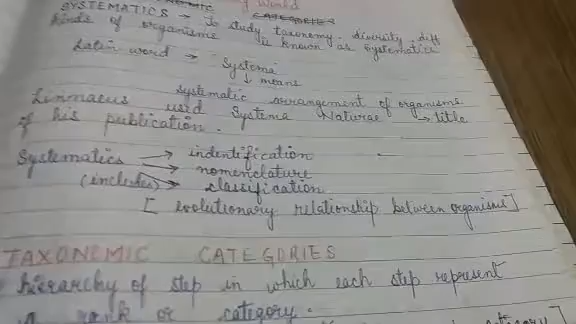 y World
SYSTEMATICS → To study taxonomy. diversity. diff
kinds of organisms is known as systematics
Latin word → Systema
↓ means
systematic arrangement of organisms
Linnaeus used Systema Naturae → title
of his publication.
Systematics → indentification
(includes) → nomenclature
→ classification
[ evolutionary relationship between organisms ]
TAXONOMIC CATEGORIES
hierarchy of step in which each step represent
a rank or category.